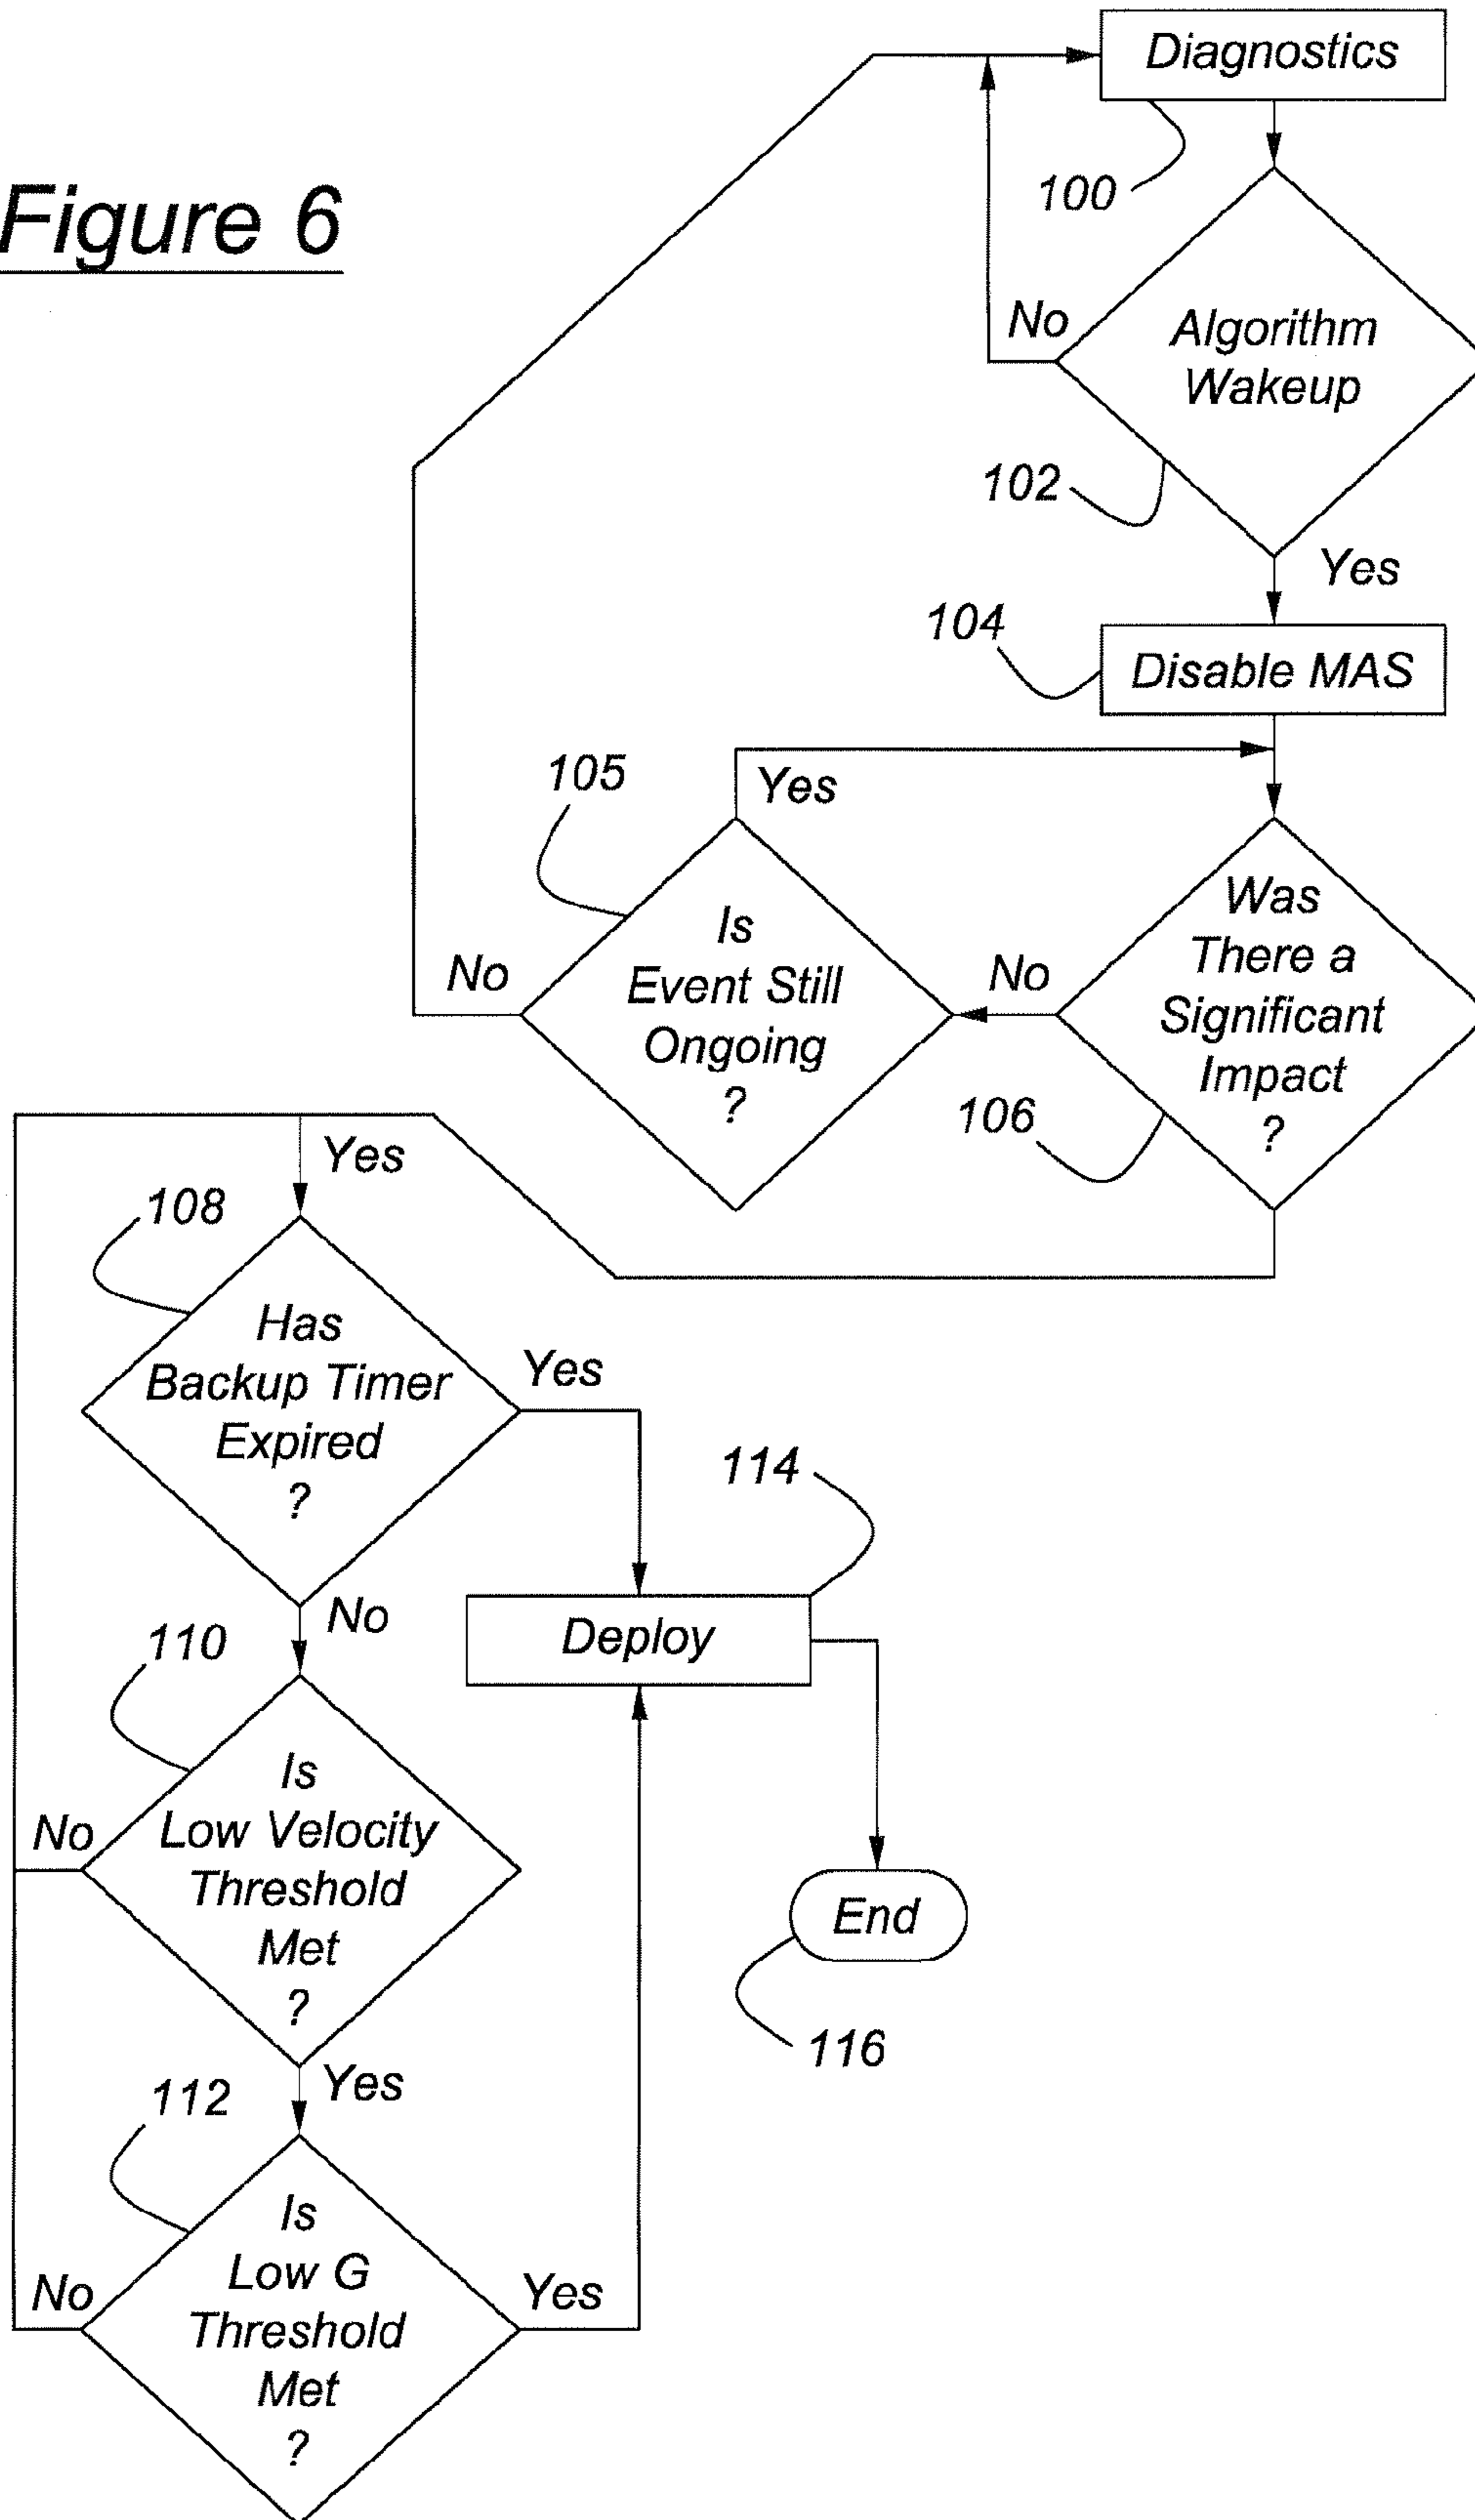 Figure 6
Diagnostics
100
No
Algorithm
Wakeup
102
Yes
104
Disable MAS
105
Yes
Is
Event Still
Ongoing
?
No
No
Was
There a
Significant
Impact
?
106
Yes
108
Has
Backup Timer
Expired
?
Yes
No
114
Deploy
110
Is
Low Velocity
Threshold
Met
?
No
End
116
Yes
112
Is
Low G
Threshold
Met
?
No
Yes